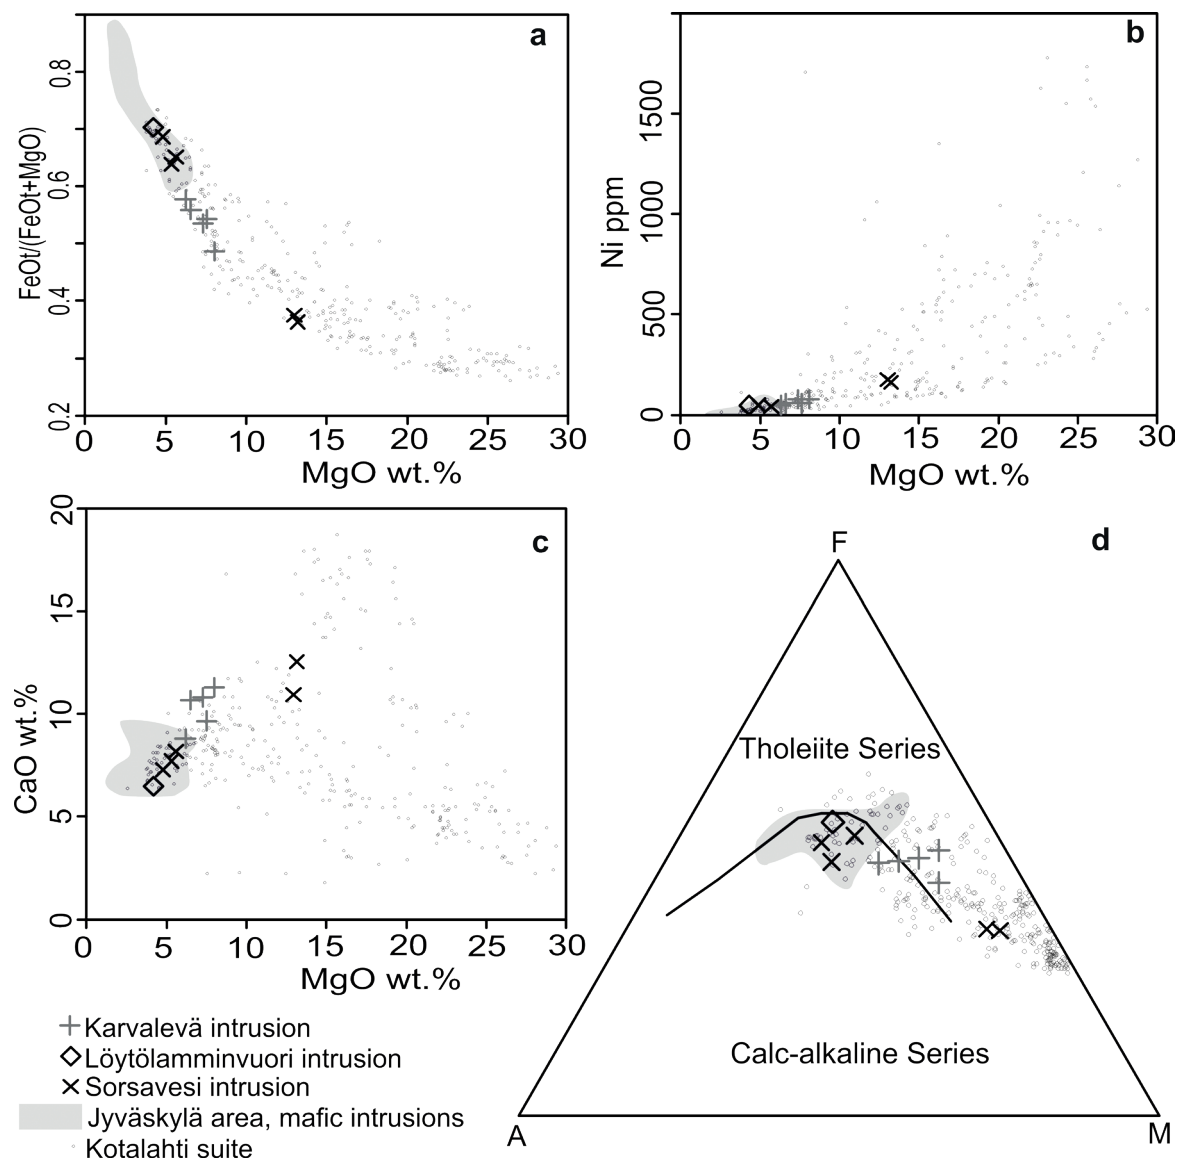 a
0.8
0.6
0.4
0.2
FeOt/(FeOt+MgO)
0 5 10 15 20 25 30
MgO wt.%
b
1500
1000
500
0
Ni ppm
0 5 10 15 20 25 30
MgO wt.%
c
20
15
10
5
0
CaO wt.%
0 5 10 15 20 25 30
MgO wt.%
d
F
Tholeiite Series
Calc-alkaline Series
A
M
Karvalevä intrusion
Löytölamminvuori intrusion
Sorsavesi intrusion
Jyväskylä area, mafic intrusions
Kotalahti suite